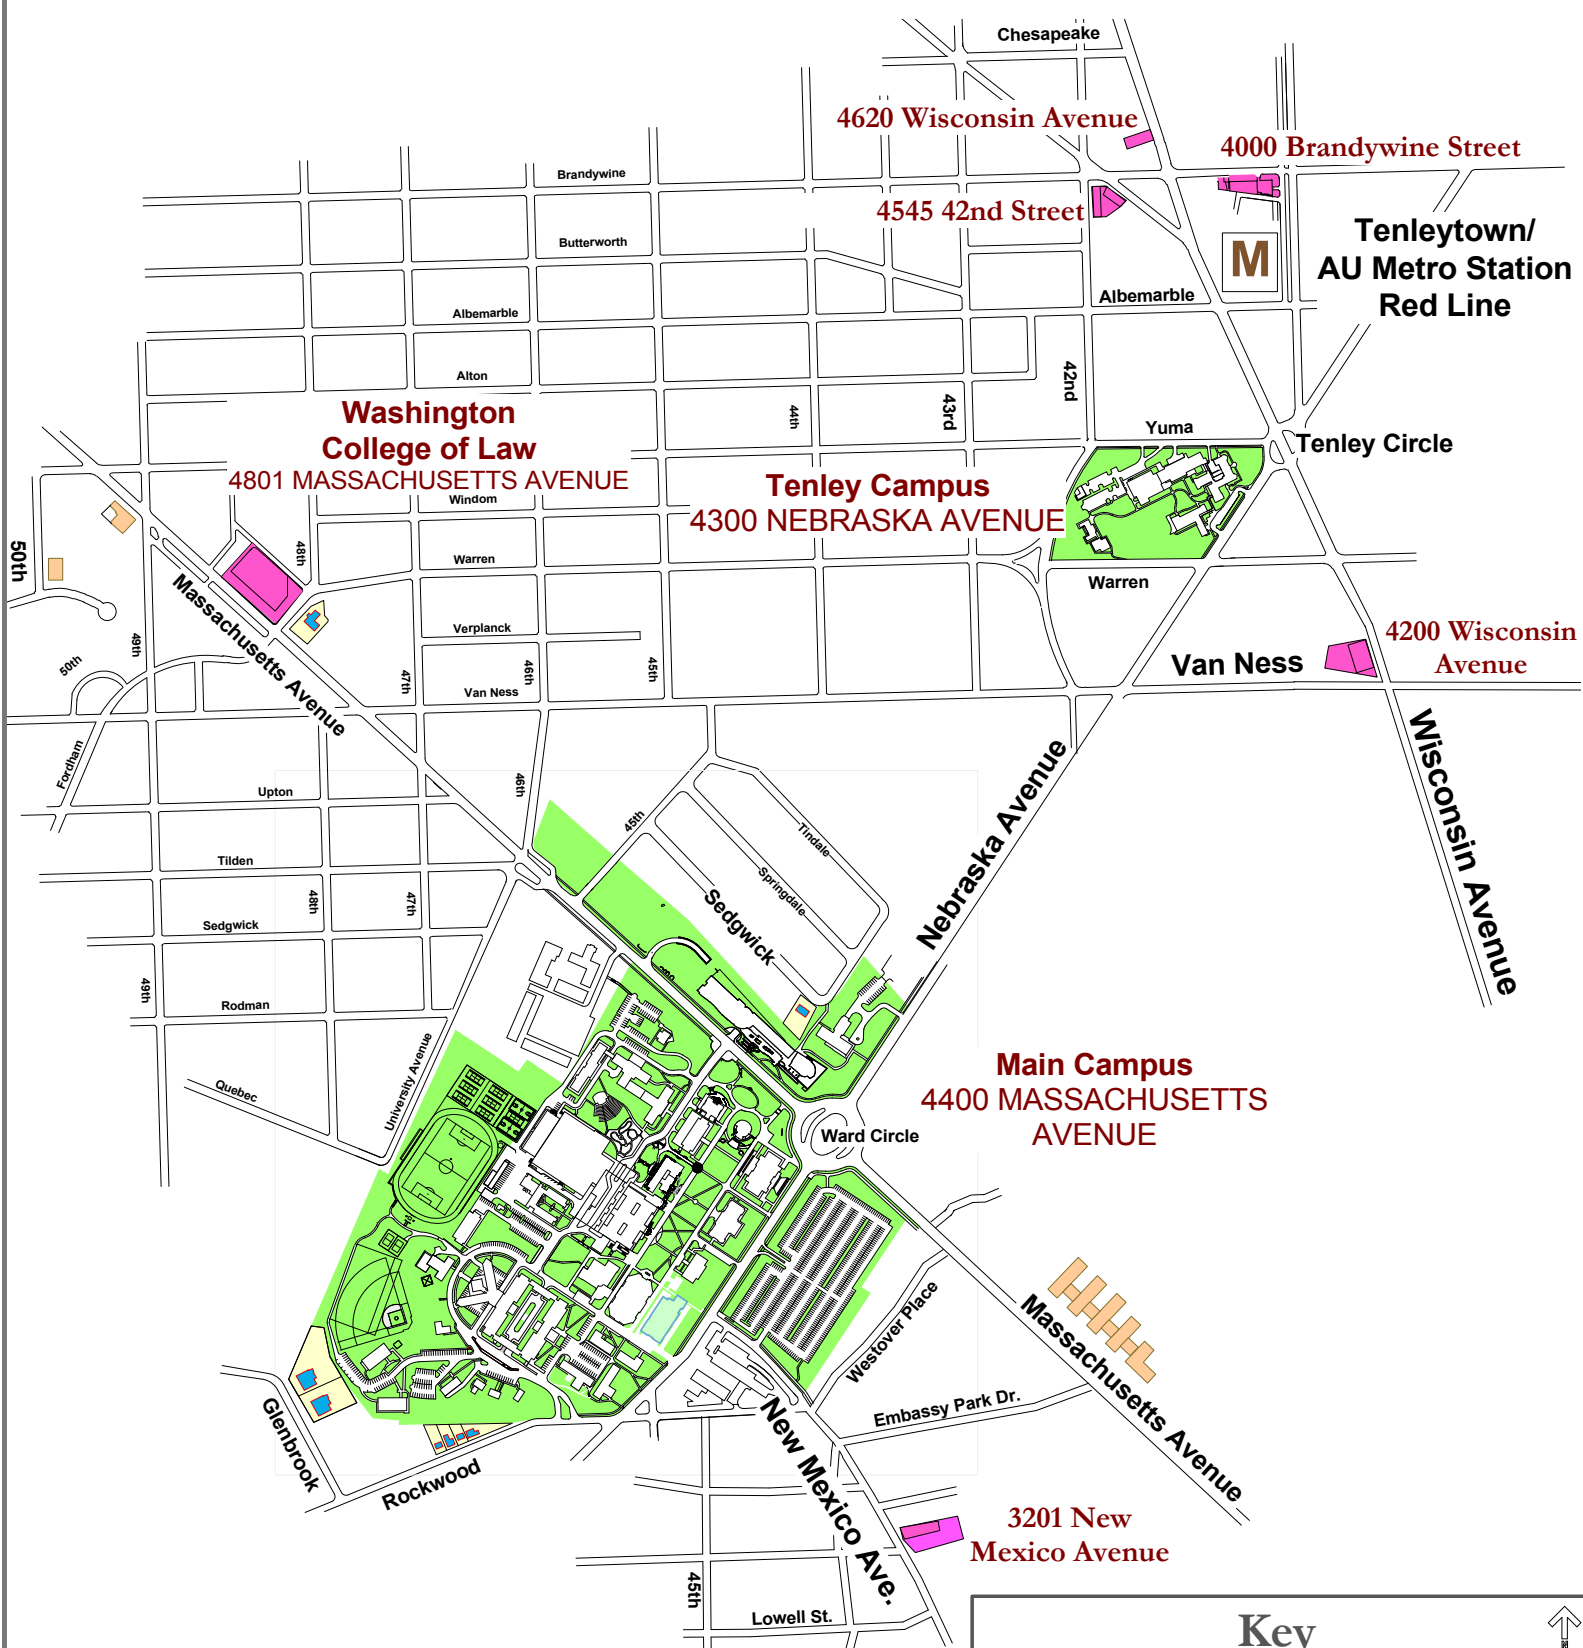 Chesapeake
4620 Wisconsin Avenue
4000 Brandywine Street
Brandywine
4545 42nd Street
Tenleytown/
AU Metro Station
Red Line
M
Butterworth
Albemarble
Albemarble
Alton
42nd
43rd
44th
Washington
College of Law
4801 MASSACHUSETTS AVENUE
Yuma
Tenley Circle
Tenley Campus
4300 NEBRASKA AVENUE
Windom
50th
48th
Warren
Warren
Massachusetts Avenue
Verplanck
49th
50th
47th
46th
45th
Van Ness
Van Ness
4200 Wisconsin
Avenue
Wisconsin Avenue
Fordham
Upton
46th
45th
Tindale
Springdale
Sedgwick
Nebraska Avenue
Tilden
48th
47th
Sedgwick
49th
Rodman
University Avenue
Quebec
Main Campus
4400 MASSACHUSETTS
AVENUE
Ward Circle
Westover Place
Massachusetts Avenue
Embassy Park Dr.
Glenbrook
Rockwood
New Mexico Ave.
3201 New
Mexico Avenue
45th
Lowell St.
Key
N